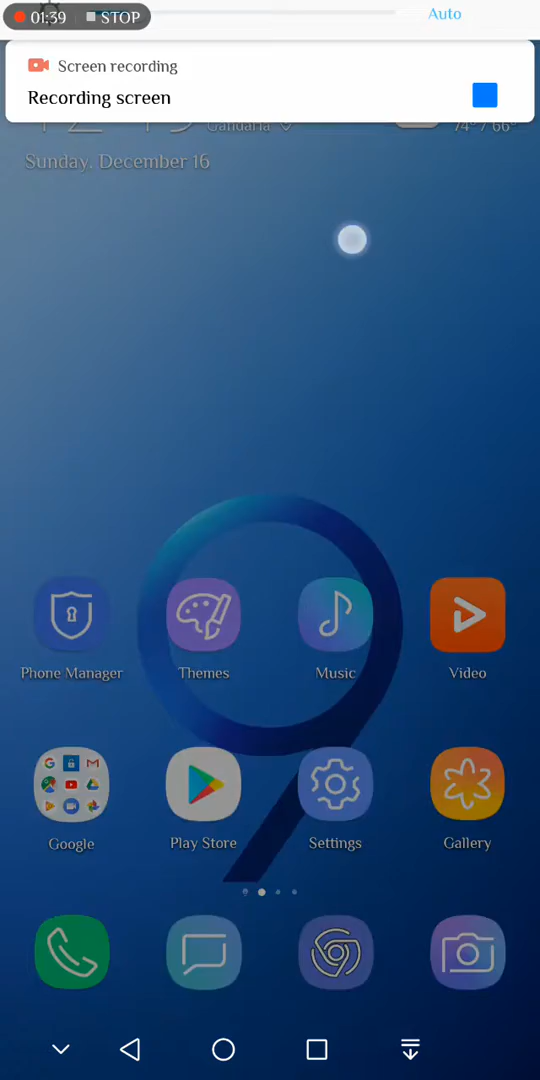 01:39 STOP
Auto
Screen recording
Recording screen
Gandaria
74° / 66°
Sunday, December 16
Phone Manager
Themes
Music
Video
Google
Play Store
Settings
Gallery